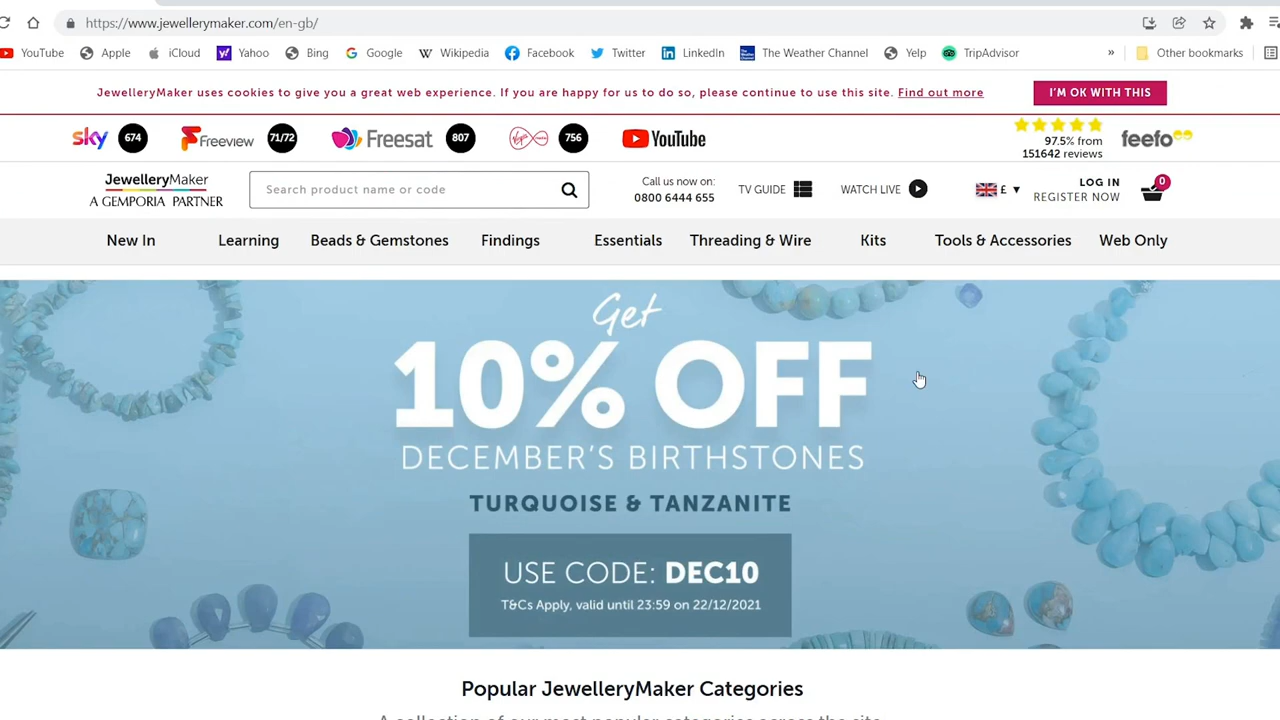 https://www.jewellerymaker.com/en-gb/
YouTube Apple iCloud Yahoo Bing Google Wikipedia Facebook Twitter LinkedIn The Weather Channel Yelp TripAdvisor » Other bookmarks
JewelleryMaker uses cookies to give you a great web experience. If you are happy for us to do so, please continue to use this site. Find out more
I'M OK WITH THIS
sky 674 Freeview 71/72 freesat 807 Virgin media 756 YouTube
97.5% from
151642 reviews
feefo
JewelleryMaker
A GEMPORIA PARTNER
Search product name or code
Call us now on:
0800 6444 655
TV GUIDE
WATCH LIVE
£ ▼
LOG IN
REGISTER NOW
0
New In Learning Beads & Gemstones Findings Essentials Threading & Wire Kits Tools & Accessories Web Only
Get
10% OFF
DECEMBER'S BIRTHSTONES
TURQUOISE & TANZANITE
USE CODE: DEC10
T&Cs Apply, valid until 23:59 on 22/12/2021
Popular JewelleryMaker Categories
A collection of our most popular categories across the site